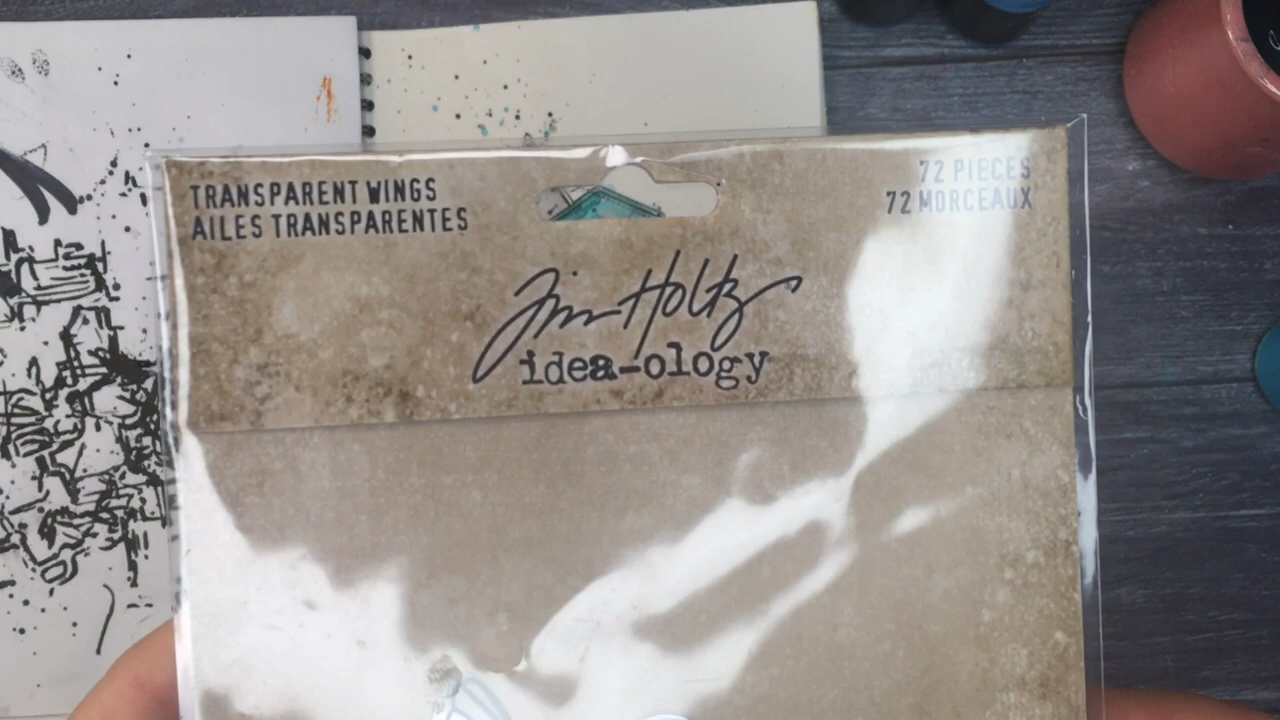 TRANSPARENT WINGS
AILES TRANSPARENTES
72 PIECES
72 MORCEAUX
Tim Holtz
idea-ology